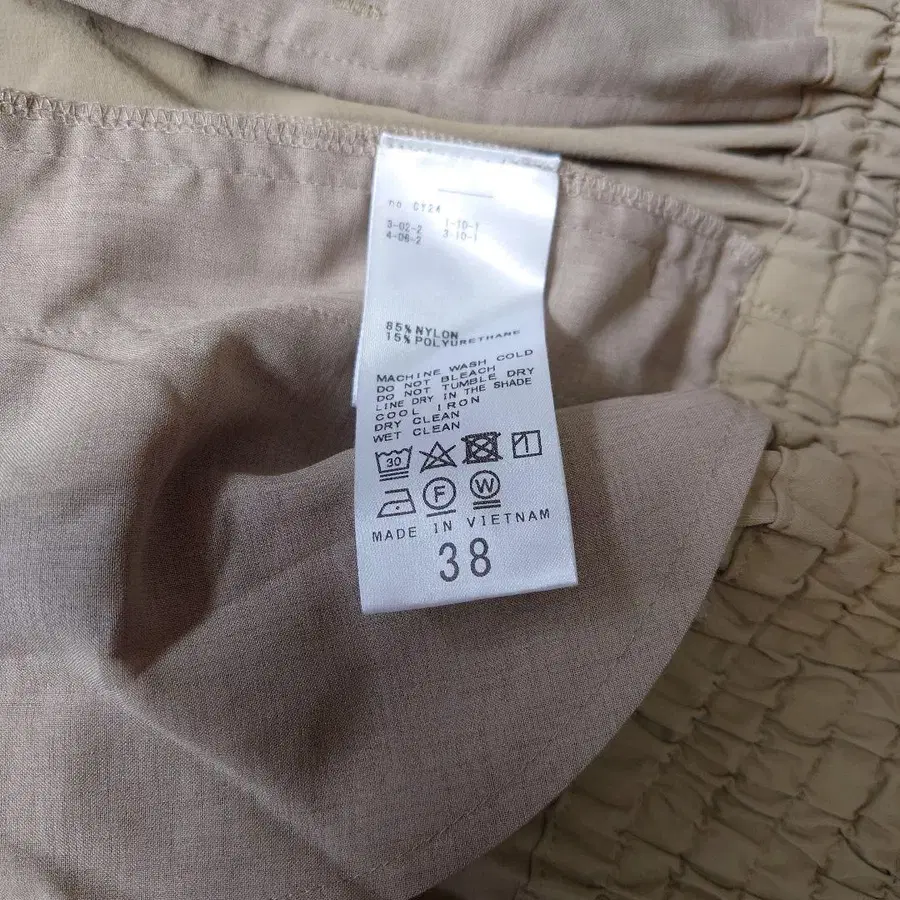 no CY24
3-02-2 1-10-1
4-06-2 3-10-1
85% NYLON
15% POLYURETHANE
MACHINE WASH COLD
DO NOT BLEACH
DO NOT TUMBLE DRY
LINE DRY IN THE SHADE
COOL IRON
DRY CLEAN
WET CLEAN
30
F W
MADE IN VIETNAM
38